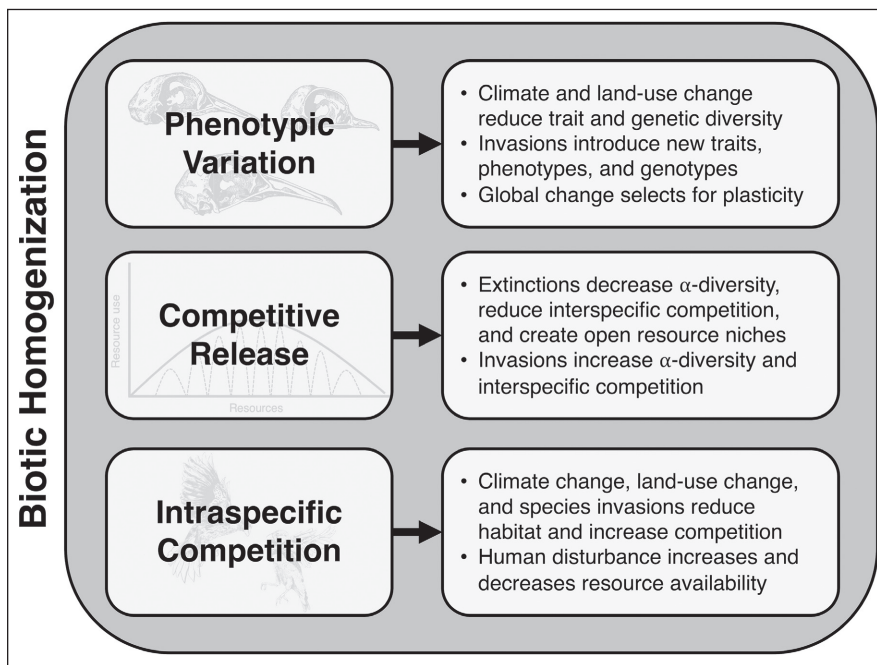 Biotic Homogenization
Phenotypic
Variation
• Climate and land-use change
reduce trait and genetic diversity
• Invasions introduce new traits,
phenotypes, and genotypes
• Global change selects for plasticity
Resource use
Competitive
Release
Resources
• Extinctions decrease α-diversity,
reduce interspecific competition,
and create open resource niches
• Invasions increase α-diversity and
interspecific competition
Intraspecific
Competition
• Climate change, land-use change,
and species invasions reduce
habitat and increase competition
• Human disturbance increases and
decreases resource availability